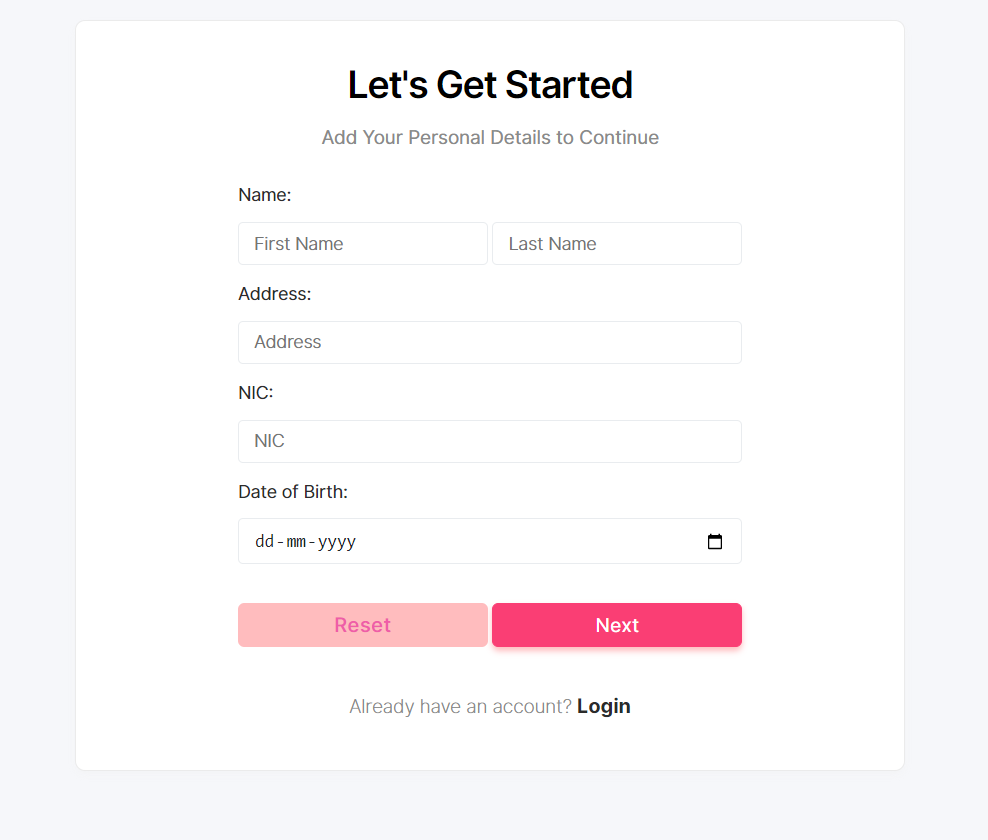 Let's Get Started
Add Your Personal Details to Continue
Name:
First Name Last Name
Address:
Address
NIC:
NIC
Date of Birth:
dd-mm-yyyy
Reset Next
Already have an account? Login